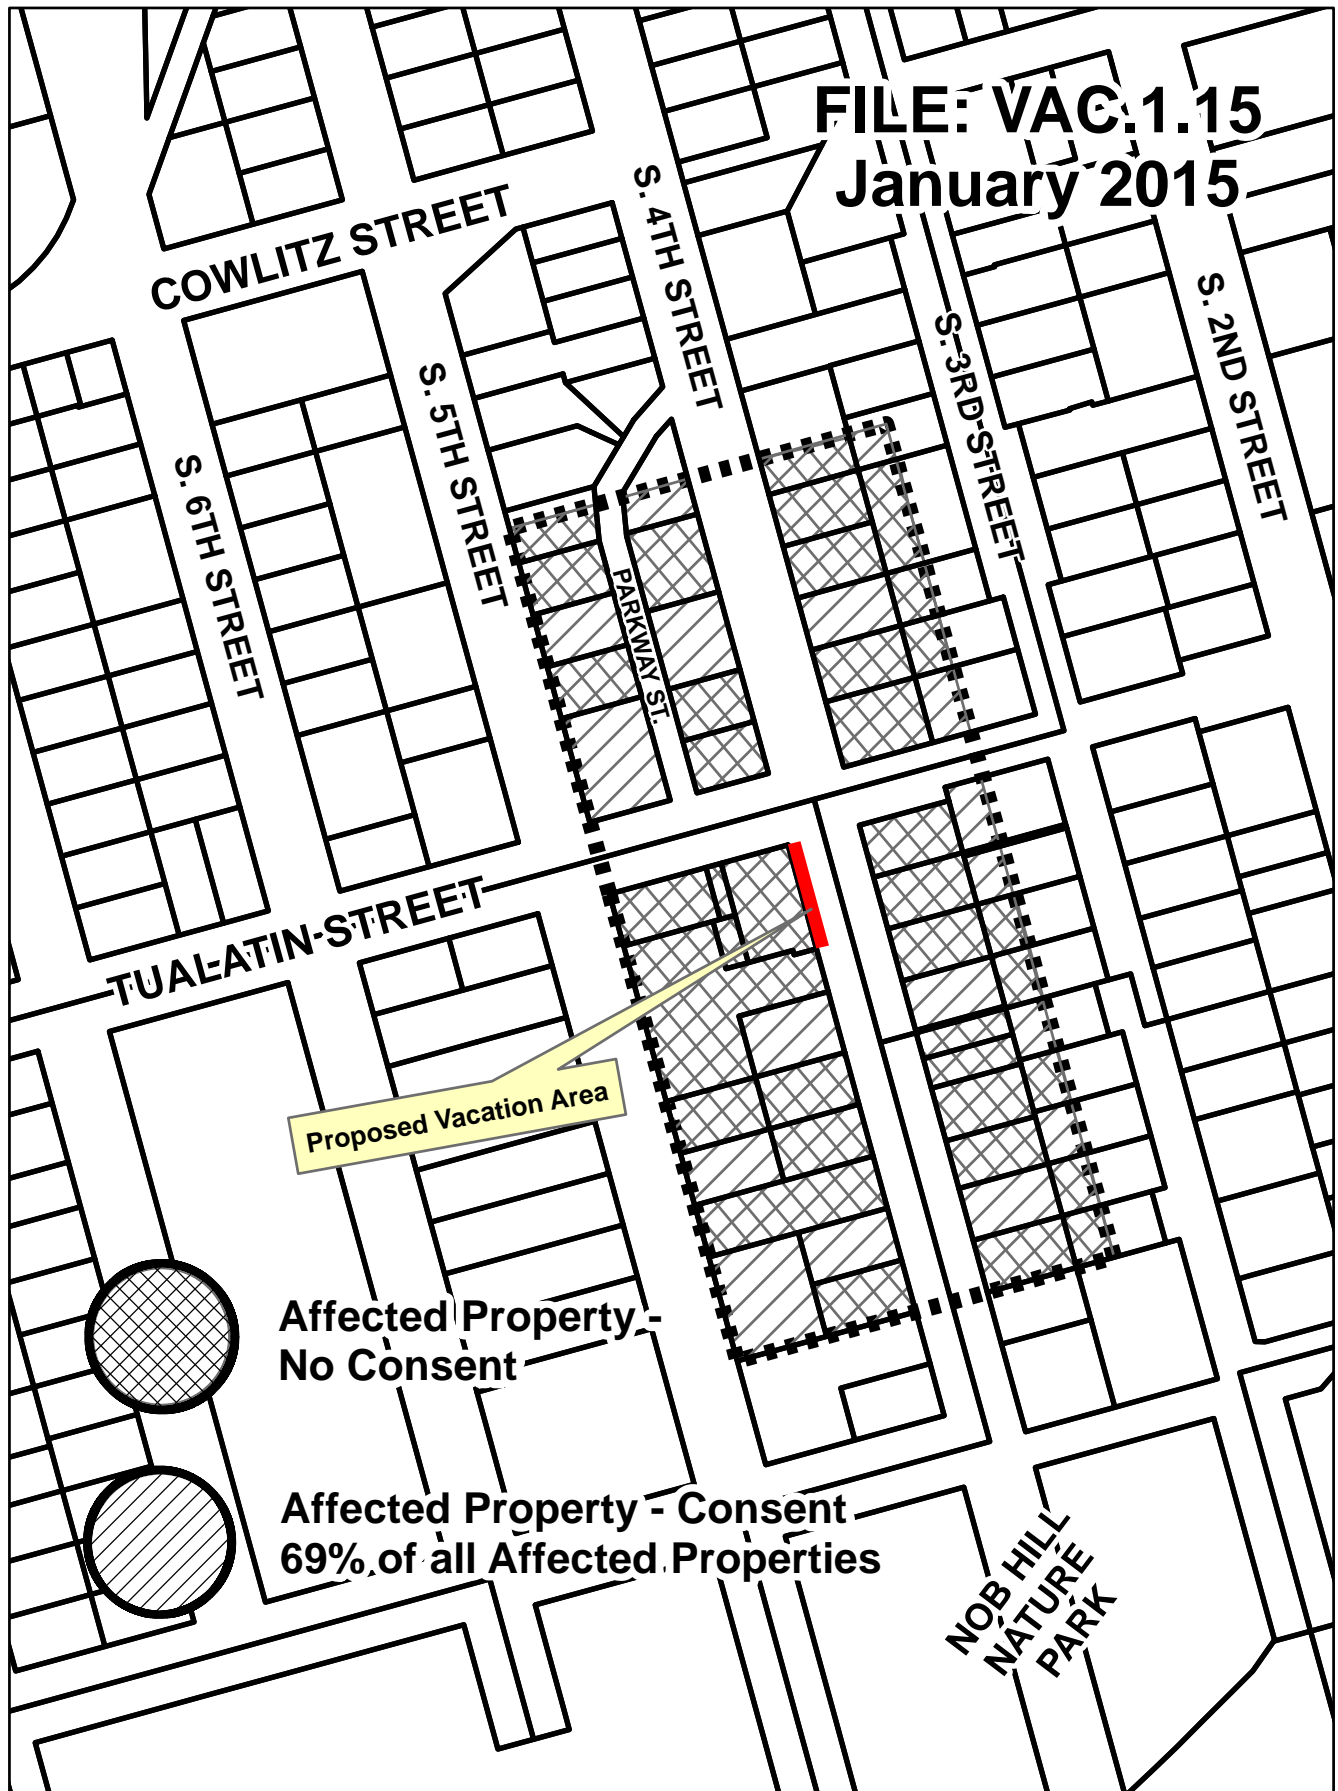 FILE: VAC.1.15
January 2015
COWLITZ STREET
S. 4TH STREET
S. 3RD STREET
S. 2ND STREET
S. 5TH STREET
S. 6TH STREET
PARKWAY ST.
TUALATIN STREET
Proposed Vacation Area
Affected Property -
No Consent
Affected Property - Consent
69% of all Affected Properties
NOB HILL
NATURE
PARK